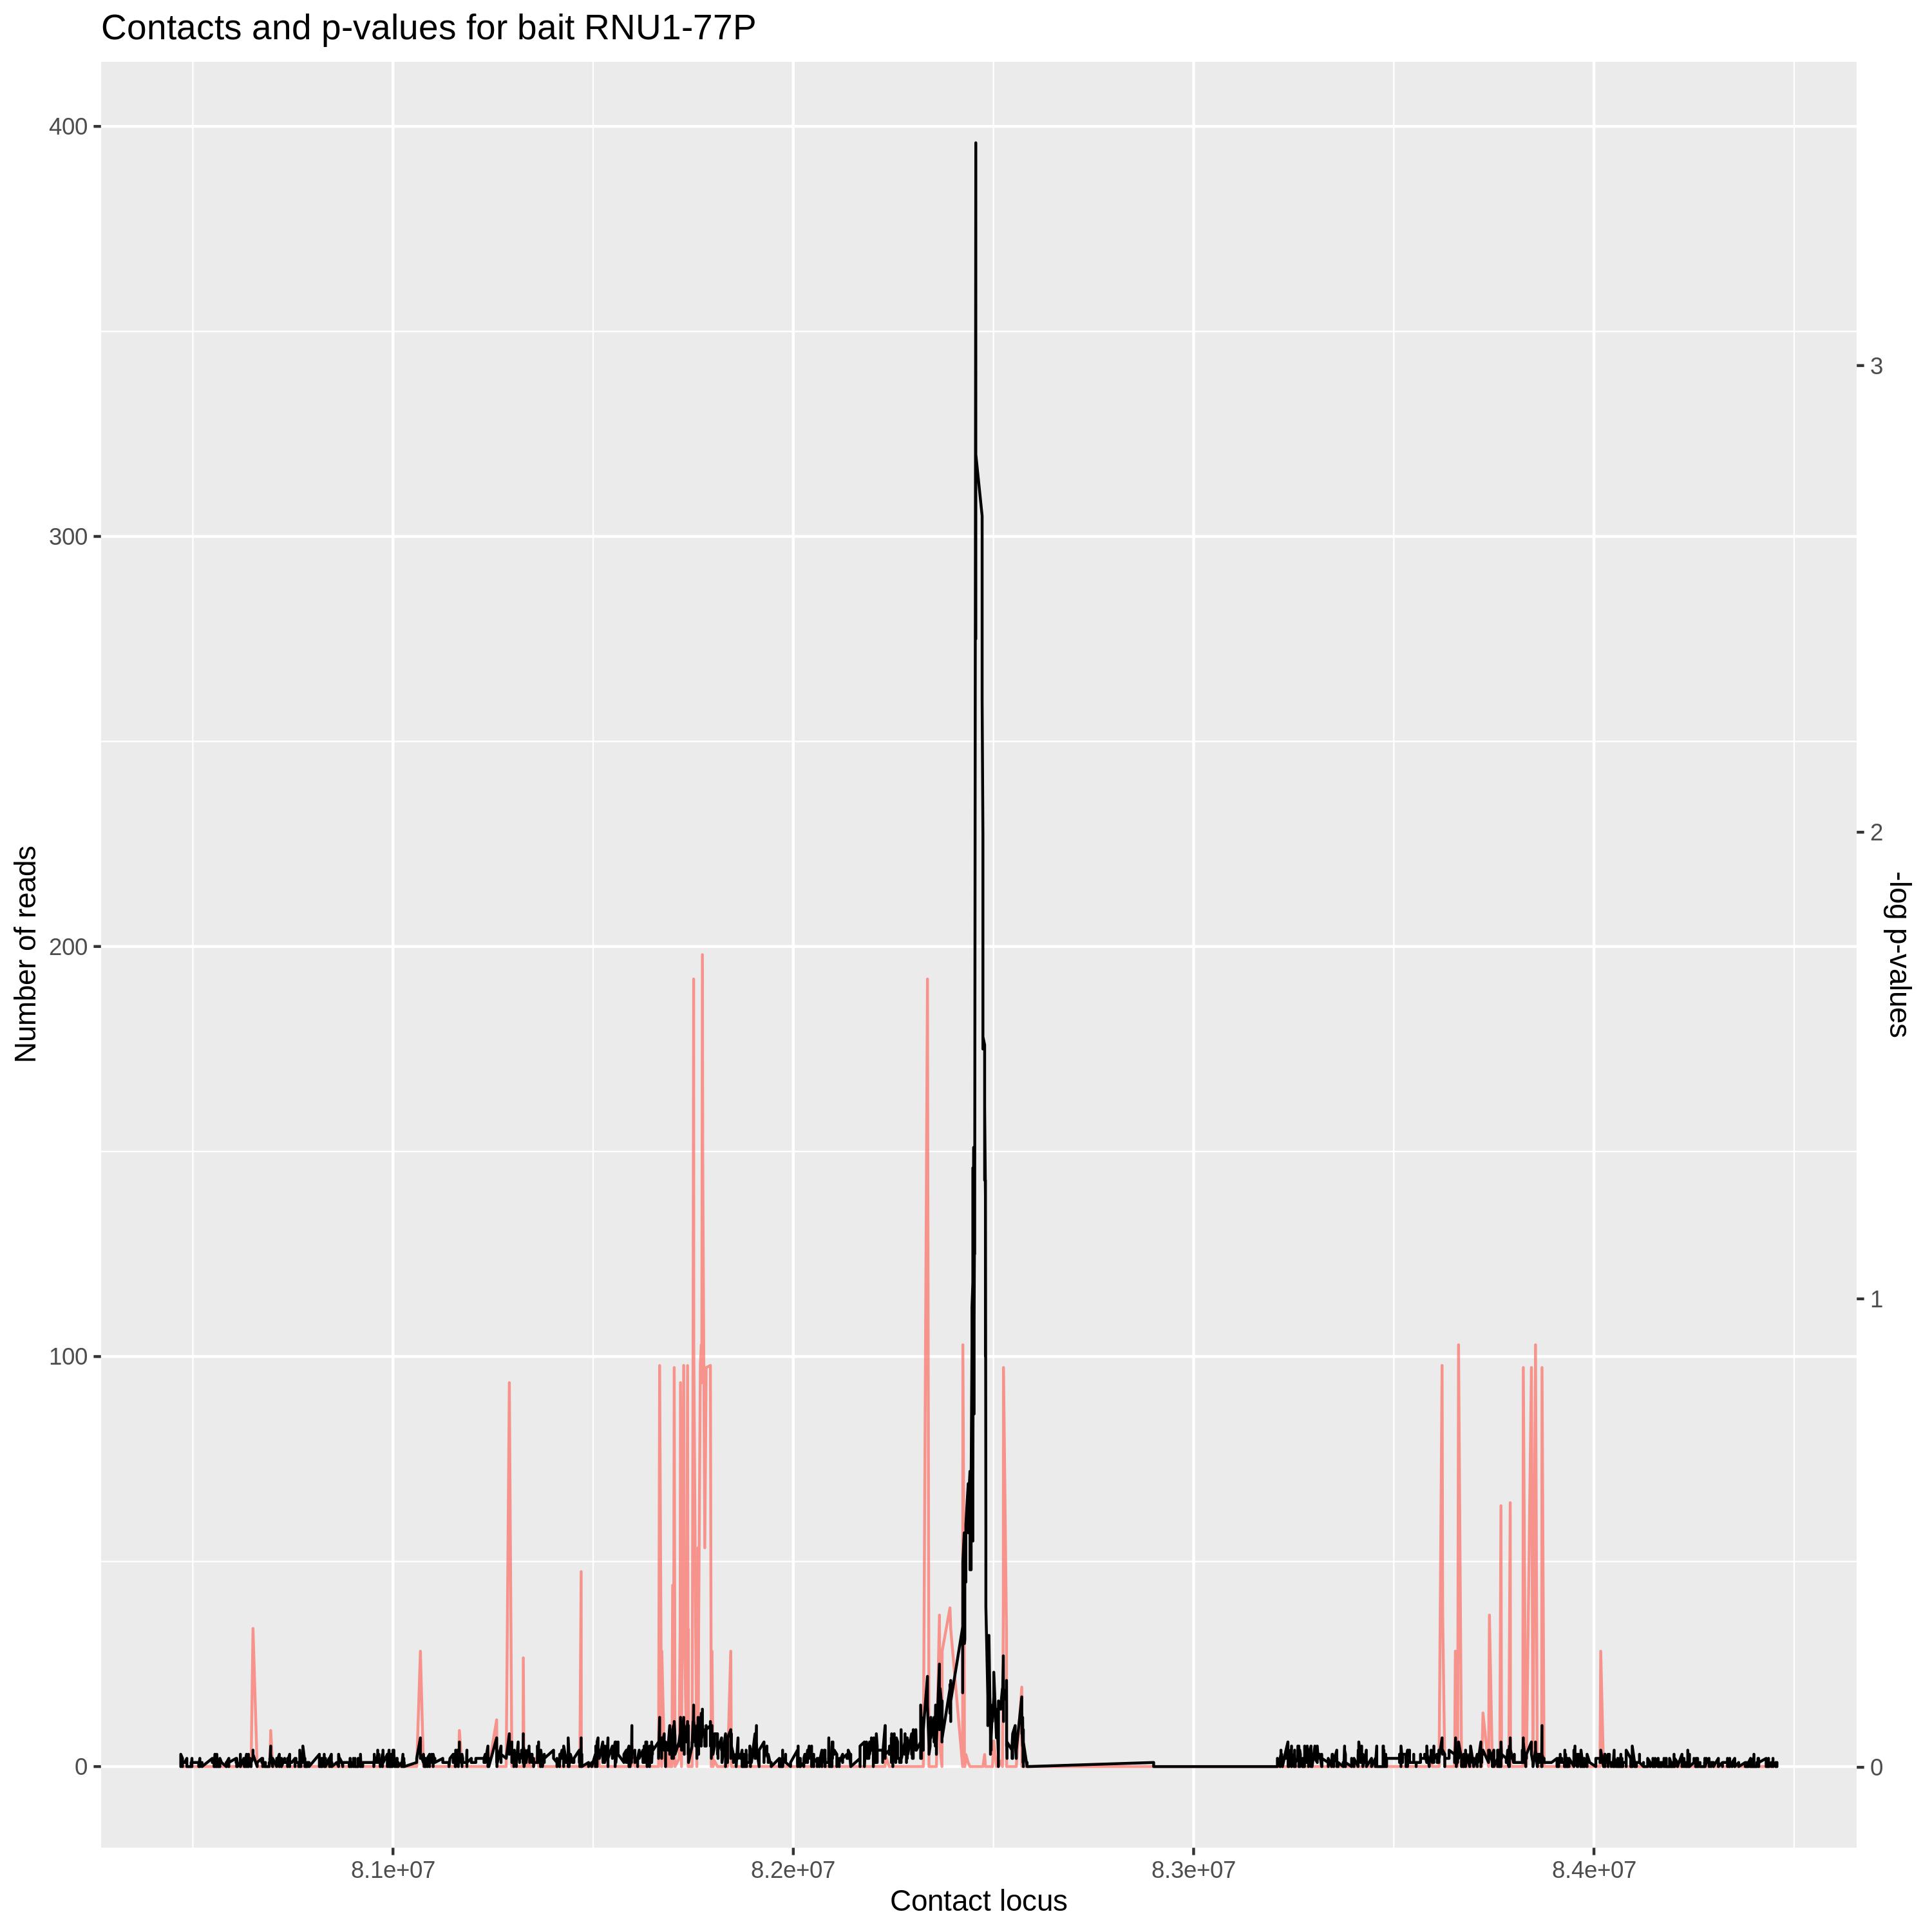 Contacts and p-values for bait RNU1-77P
400
300
200
100
0
Number of reads
3
2
1
0
-log p-values
8.1e+07 8.2e+07 8.3e+07 8.4e+07
Contact locus